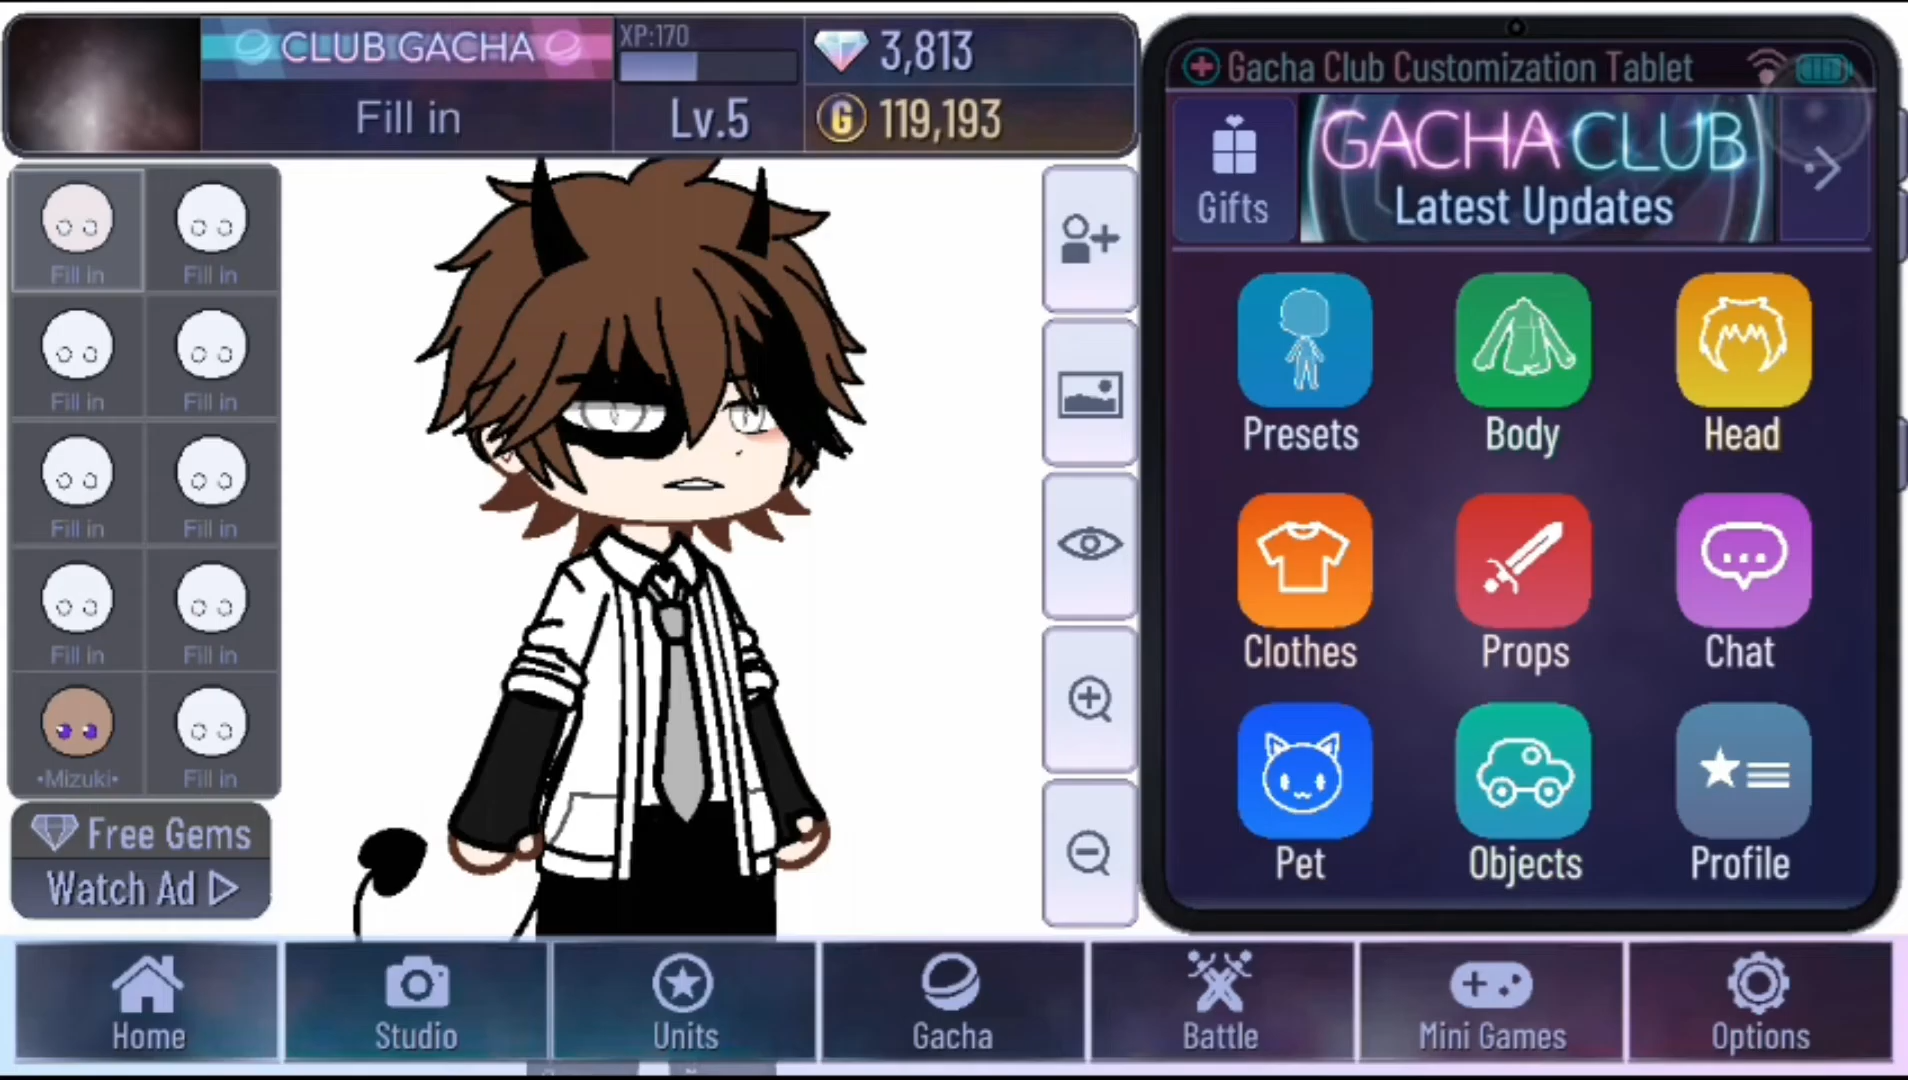 CLUB GACHA
Fill in
XP:170
Lv.5
3,813
G 119,193
Gacha Club Customization Tablet
Gifts
GACHA CLUB
Latest Updates
Fill in
Fill in
Fill in
Fill in
Fill in
Fill in
Fill in
Fill in
•Mizuki•
Fill in
Free Gems
Watch Ad
Presets
Body
Head
Clothes
Props
Chat
Pet
Objects
Profile
Home
Studio
Units
Gacha
Battle
Mini Games
Options